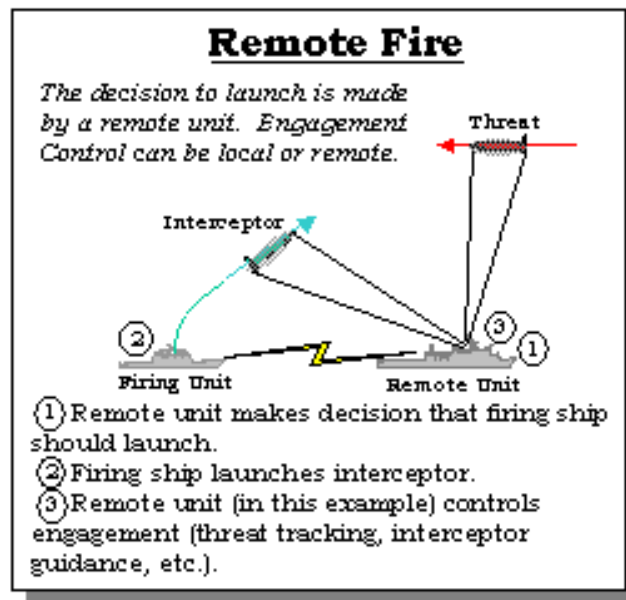 Remote Fire
The decision to launch is made
by a remote unit. Engagement
Control can be local or remote.
Threat
Interceptor
2
3
1
Firing Unit
Remote Unit
1 Remote unit makes decision that firing ship
should launch.
2 Firing ship launches interceptor.
3 Remote unit (in this example) controls
engagement (threat tracking, interceptor
guidance, etc.).